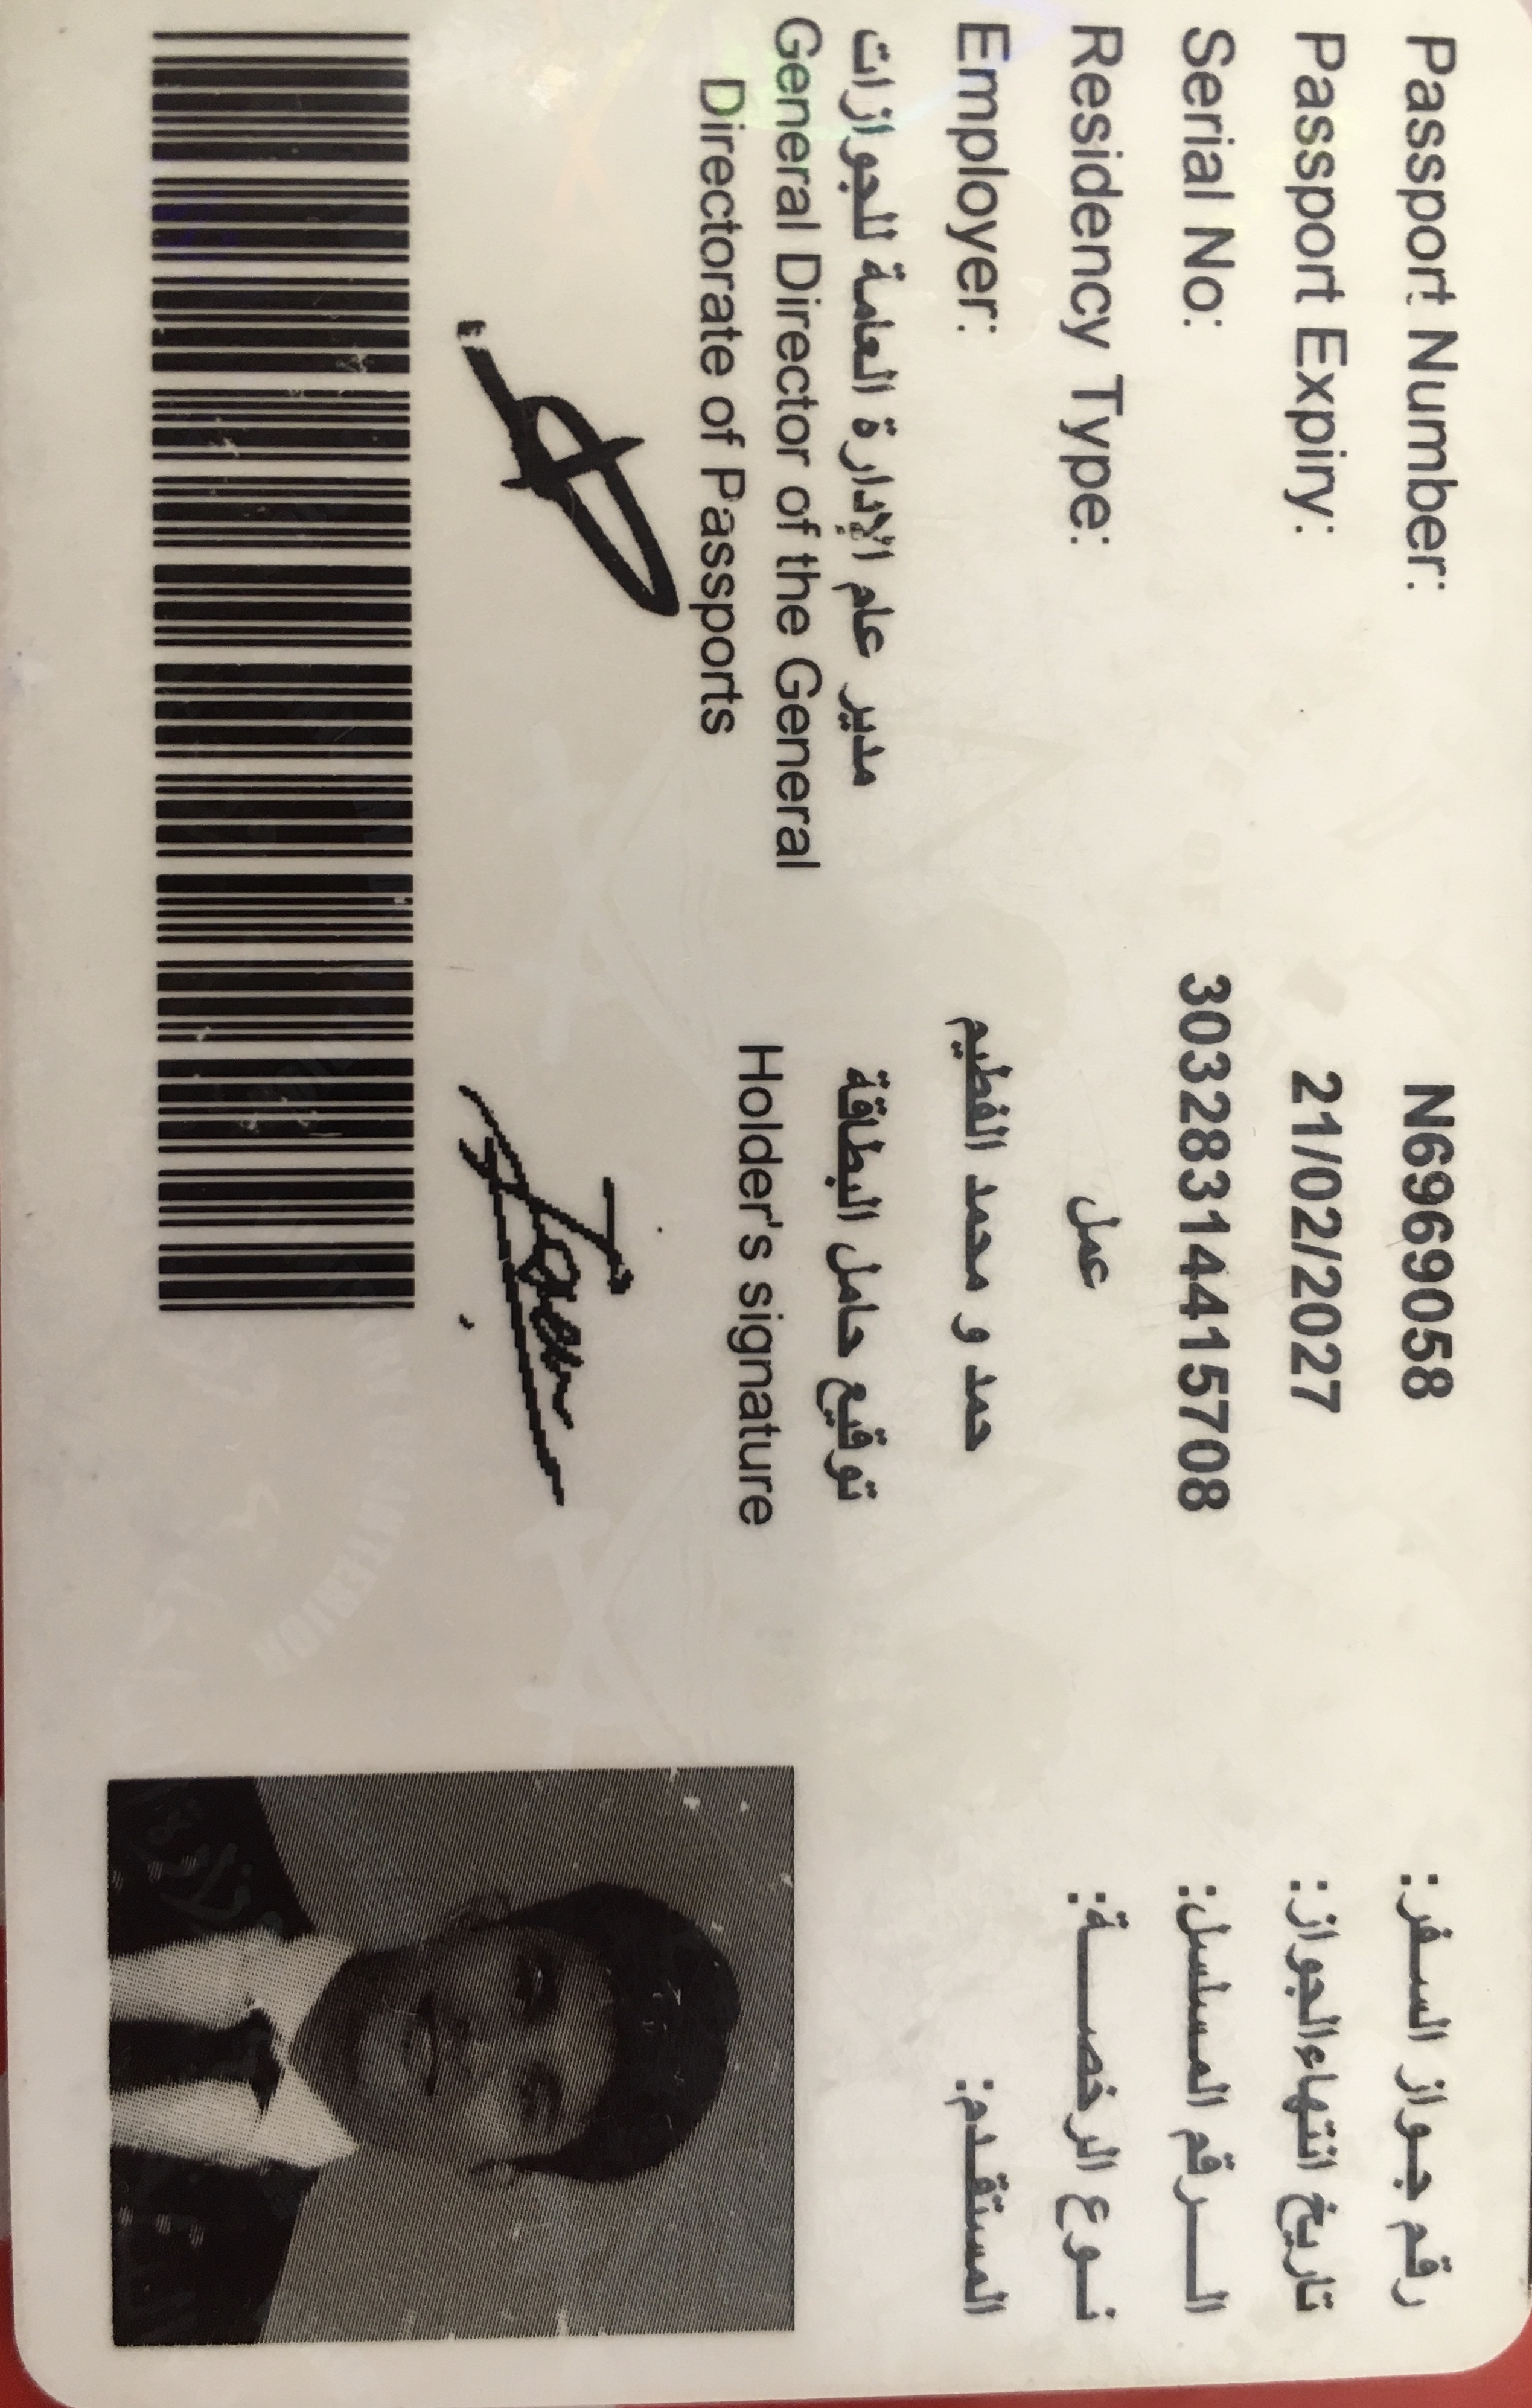 Passport Number: N6969058 رقم جواز السفر:
Passport Expiry: 21/02/2027 تاريخ انتهاء الجواز:
Serial No: 30328314415708 الرقم المسلسل:
Residency Type: عمل نوع الرخصة:
Employer: حمد و محمد الفطيم المستقدم:
مدير عام الإدارة العامة للجوازات
General Director of the General
Directorate of Passports
توقيع حامل البطاقة
Holder's signature